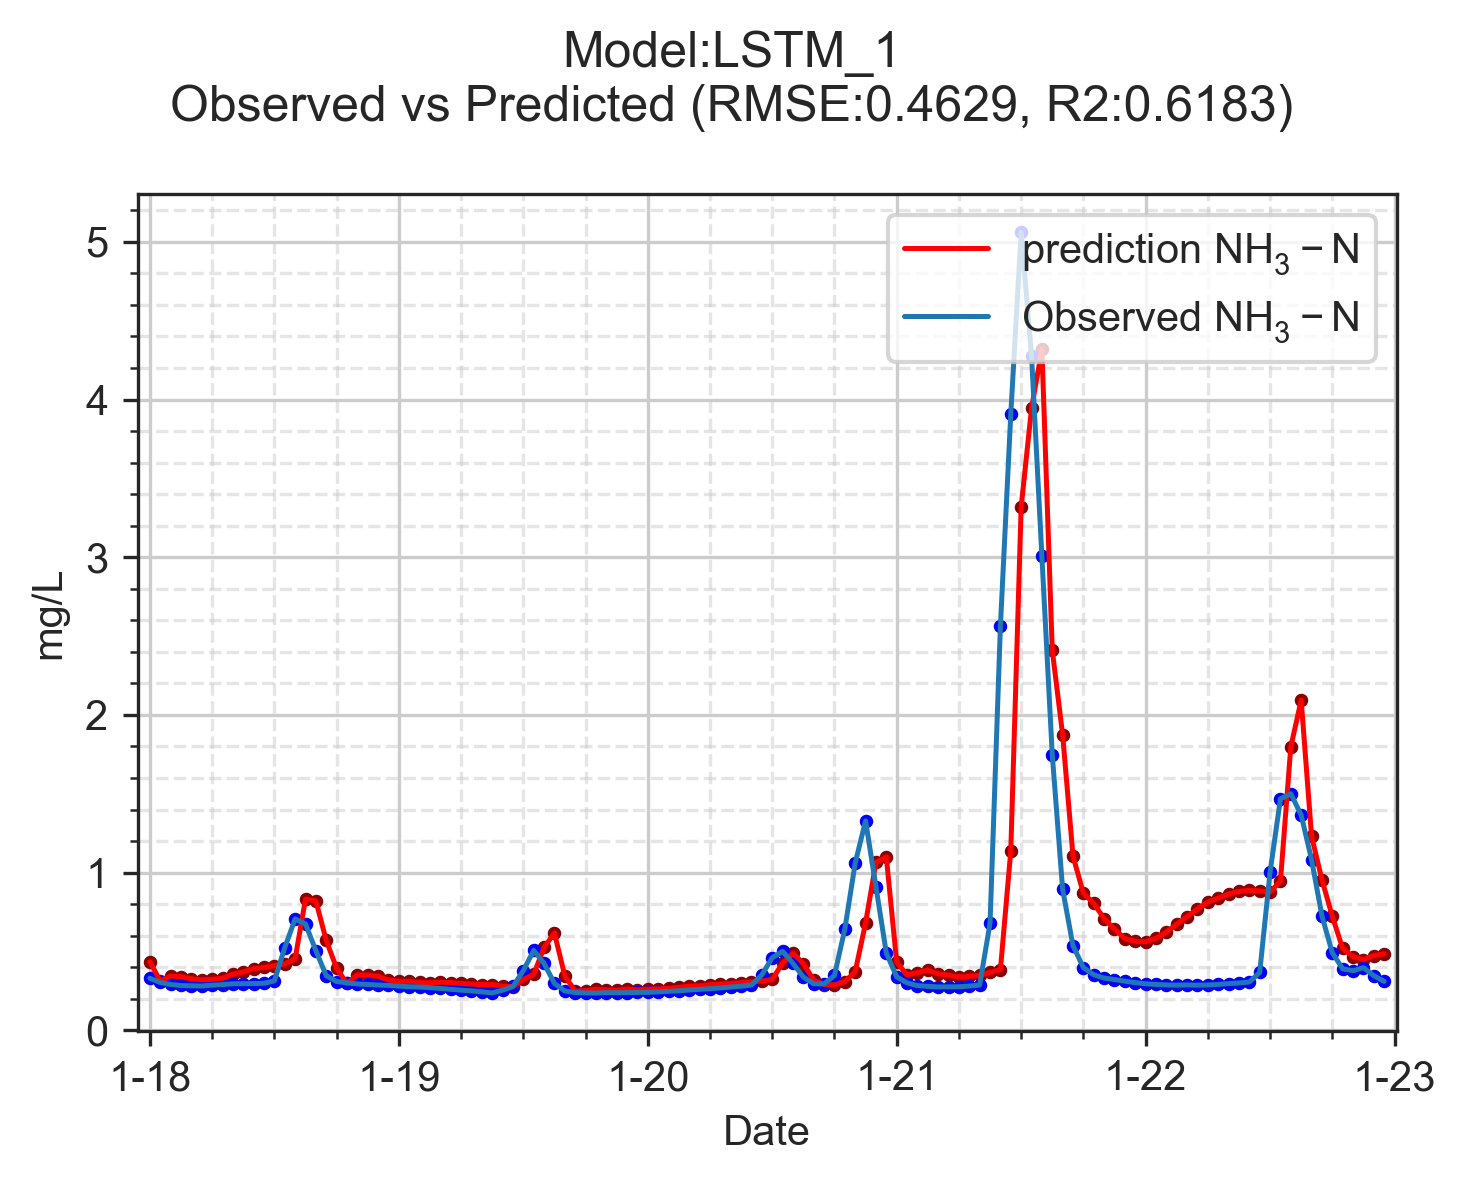 Model:LSTM_1
Observed vs Predicted (RMSE:0.4629, R2:0.6183)
prediction NH₃ − N
Observed NH₃ − N
5
4
3
2
1
0
mg/L
1-18 1-19 1-20 1-21 1-22 1-23
Date